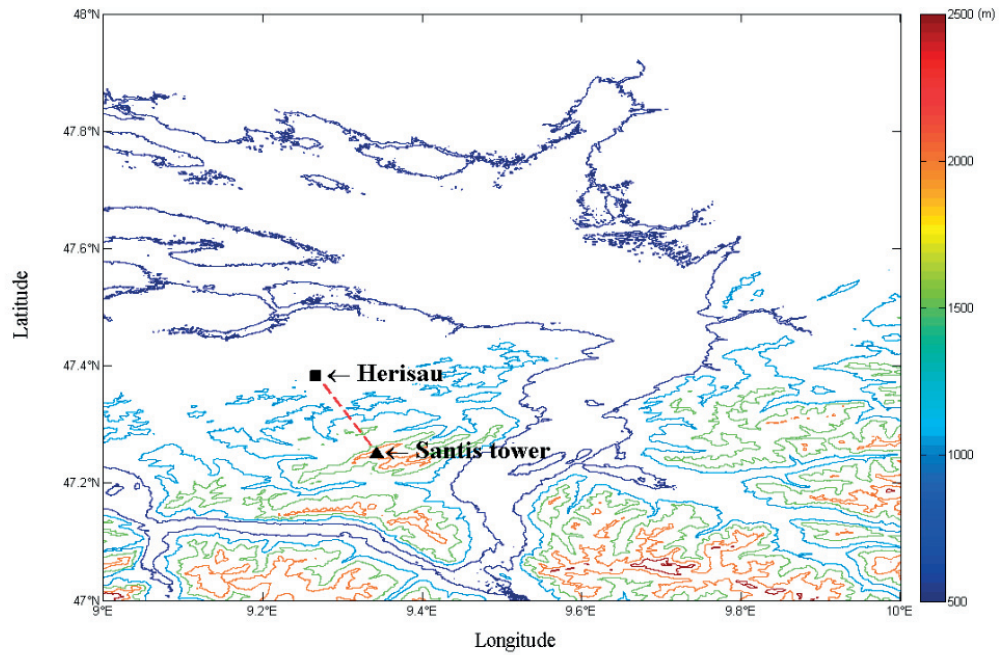 48°N
47.8°N
47.6°N
47.4°N
47.2°N
47°N
Latitude
← Herisau
← Santis tower
9°E
9.2°E
9.4°E
9.6°E
9.8°E
10°E
Longitude
2500 (m)
2000
1500
1000
500